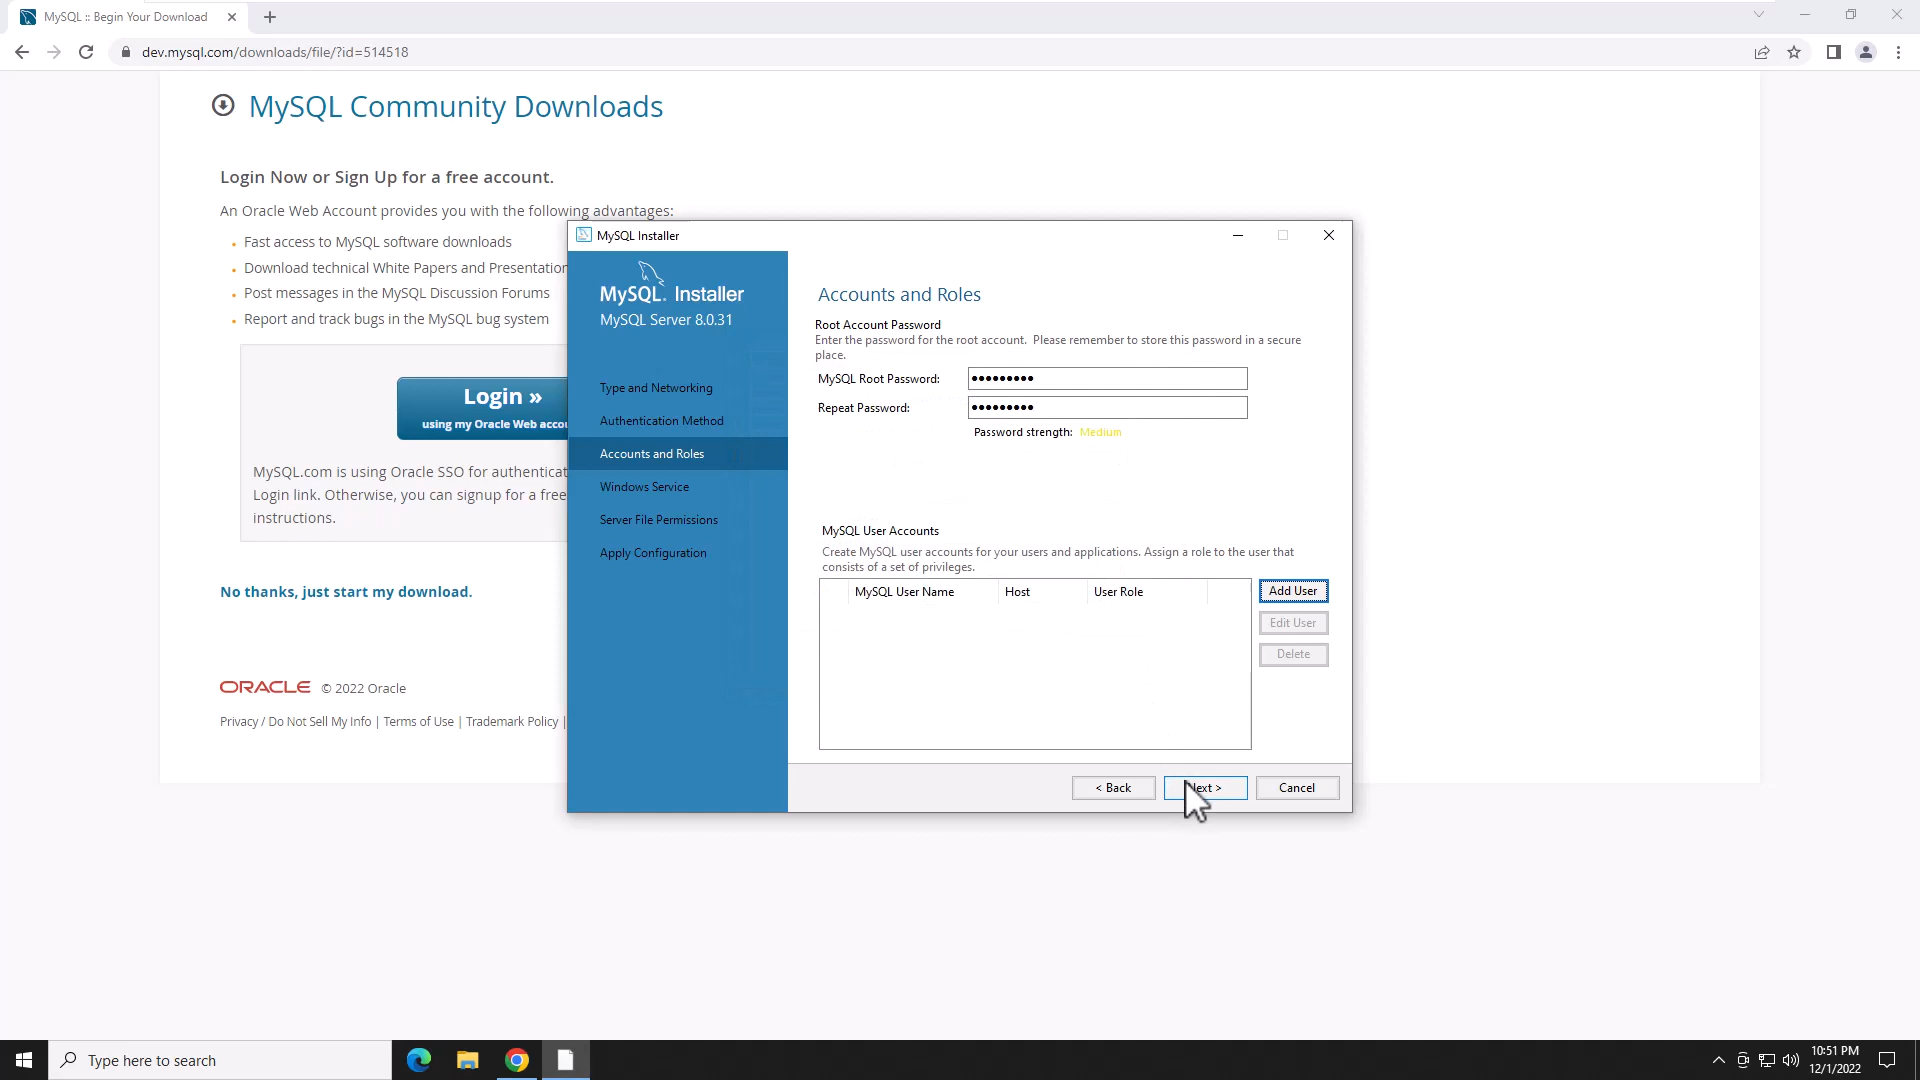 MySQL :: Begin Your Download
dev.mysql.com/downloads/file/?id=514518
MySQL Community Downloads
Login Now or Sign Up for a free account.
An Oracle Web Account provides you with the following advantages:
Fast access to MySQL software downloads
Download technical White Papers and Presentation
Post messages in the MySQL Discussion Forums
Report and track bugs in the MySQL bug system
Login »
using my Oracle Web accou
MySQL.com is using Oracle SSO for authenticat
Login link. Otherwise, you can signup for a free
instructions.
No thanks, just start my download.
ORACLE © 2022 Oracle
Privacy / Do Not Sell My Info | Terms of Use | Trademark Policy |
MySQL Installer
MySQL. Installer
MySQL Server 8.0.31
Type and Networking
Authentication Method
Accounts and Roles
Windows Service
Server File Permissions
Apply Configuration
Accounts and Roles
Root Account Password
Enter the password for the root account. Please remember to store this password in a secure
place.
MySQL Root Password: •••••••••
Repeat Password: •••••••••
Password strength: Medium
MySQL User Accounts
Create MySQL user accounts for your users and applications. Assign a role to the user that
consists of a set of privileges.
MySQL User Name Host User Role
Add User
Edit User
Delete
< Back
>
Cancel
Type here to search
10:51 PM
12/1/2022